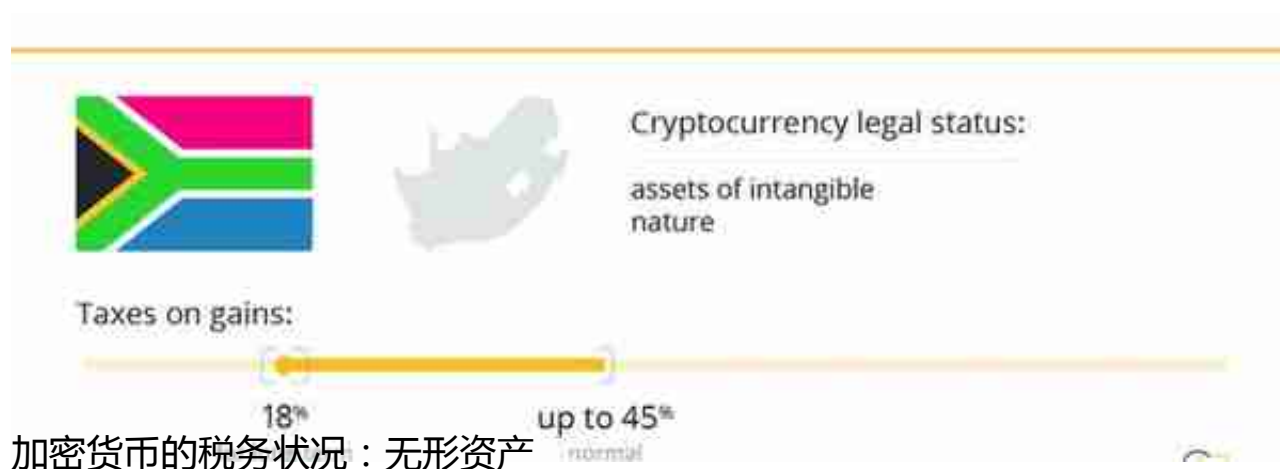 Cryptocurrency legal status:
assets of intangible
nature
Taxes on gains:
18%
up to 45%
normal
加密货币的税务状况：无形资产